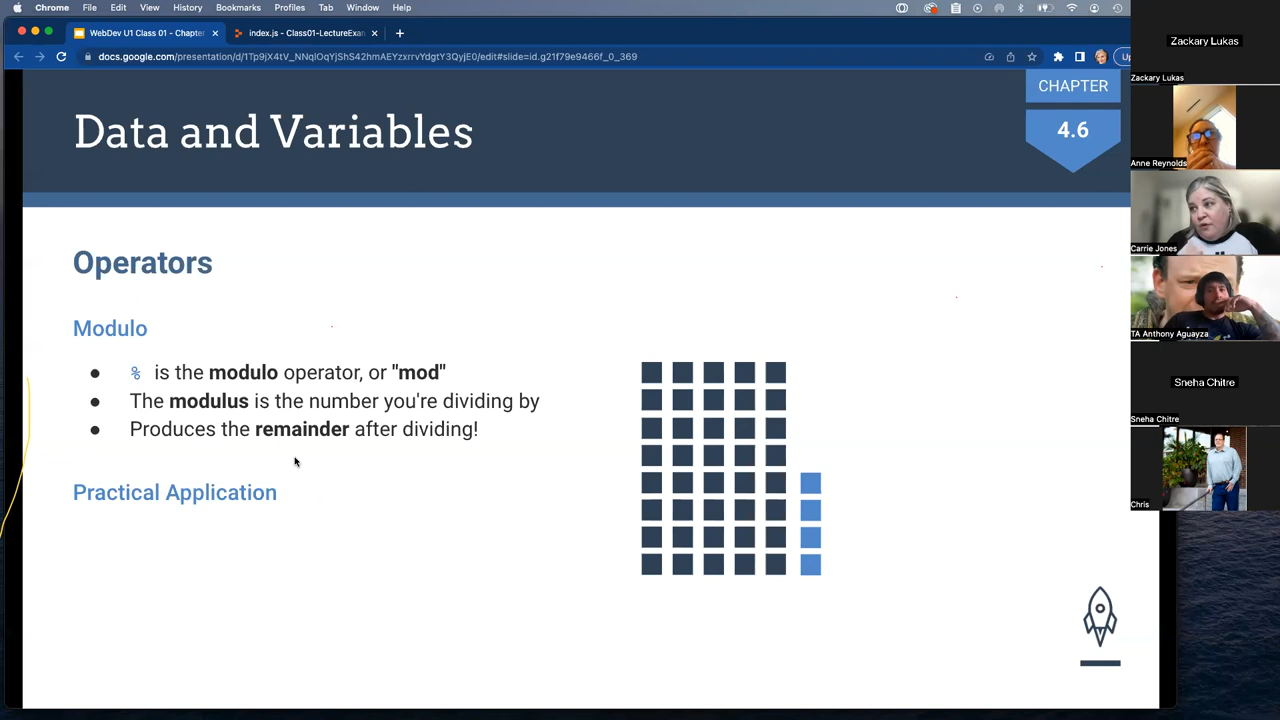 Chrome File Edit View History Bookmarks Profiles Tab Window Help
WebDev U1 Class 01 - Chapter
index.js - Class01-LectureExam
docs.google.com/presentation/d/1Tp9jX4tV_NNqlOqYjShS42hmAEYzxrrvYdgtY3QyjE0/edit#slide=id.g21f79e9466f_0_369
Data and Variables
CHAPTER
4.6
Operators
Modulo
● % is the modulo operator, or "mod"
● The modulus is the number you're dividing by
● Produces the remainder after dividing!
Practical Application
Zackary Lukas
Zackary Lukas
Anne Reynolds
Carrie Jones
TA Anthony Aguayza
Sneha Chitre
Sneha Chitre
Chris